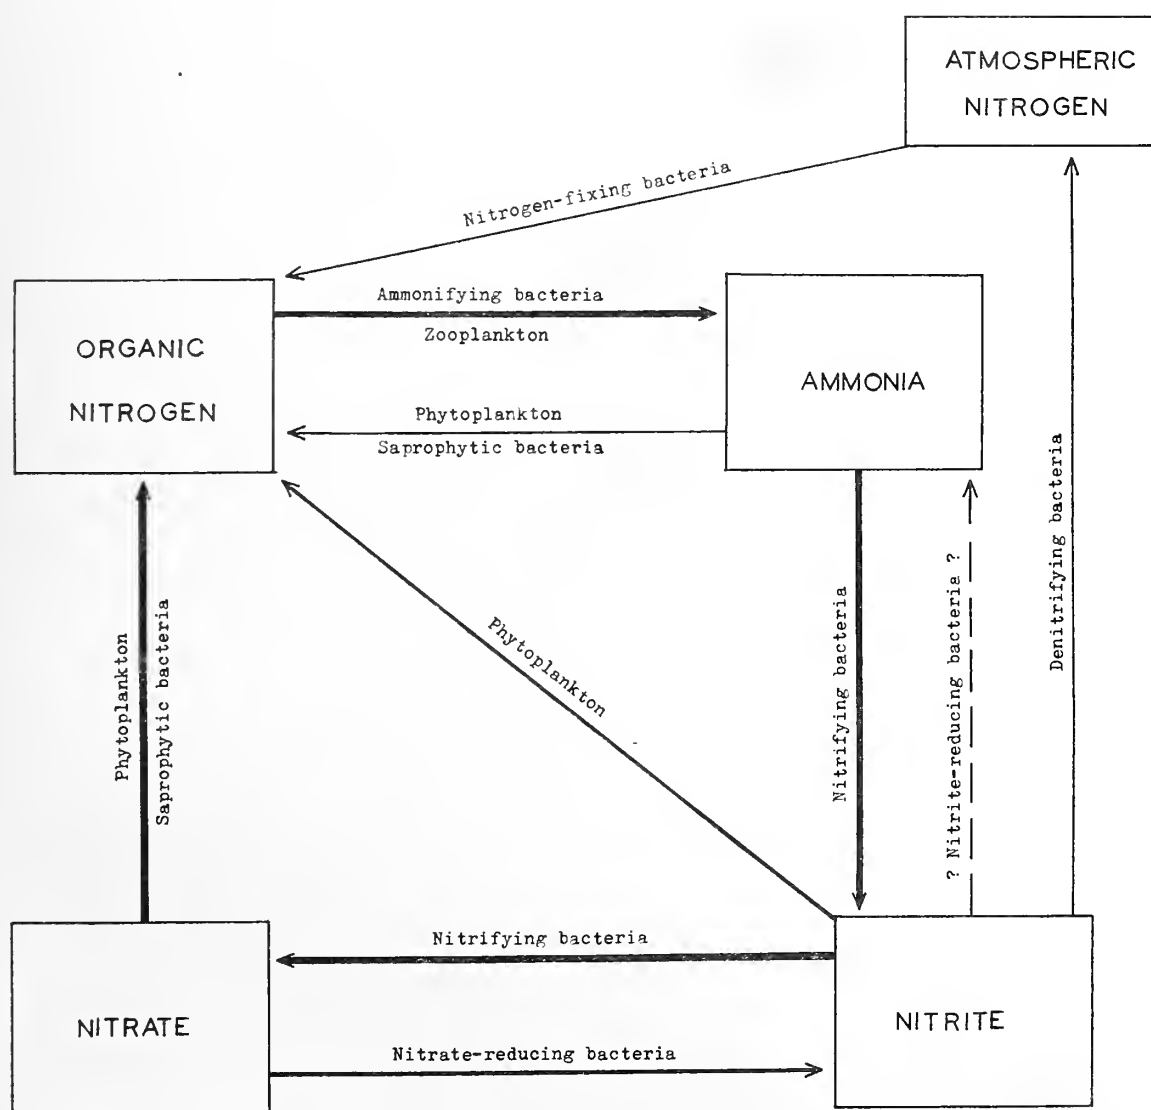 ATMOSPHERIC
NITROGEN
Nitrogen-fixing bacteria
Ammonifying bacteria
Zooplankton
ORGANIC
NITROGEN
AMMONIA
Phytoplankton
Saprophytic bacteria
Denitrifying bacteria
? Nitrite-reducing bacteria ?
Nitrifying bacteria
Phytoplankton
Phytoplankton
Saprophytic bacteria
Nitrifying bacteria
NITRATE
NITRITE
Nitrate-reducing bacteria